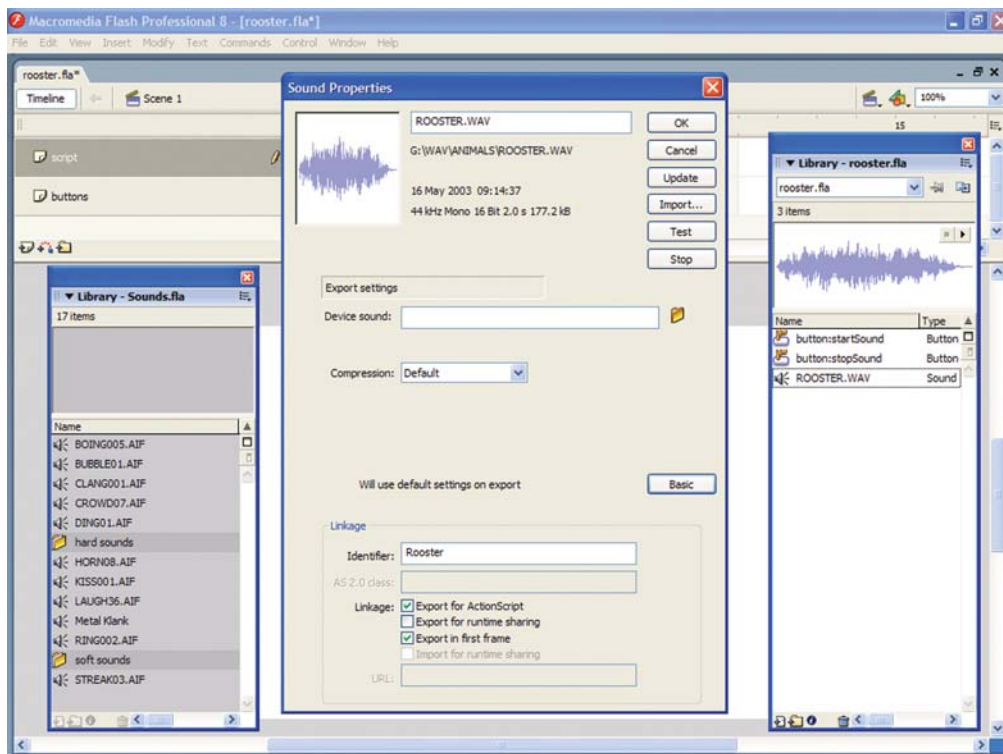 Macromedia Flash Professional 8 - [rooster.fla*]
File Edit View Insert Modify Text Commands Control Window Help
rooster.fla*
Timeline
Scene 1
100%
15
script
buttons
Library - Sounds.fla
17 items
Name
BOING005.AIF
BUBBLE01.AIF
CLANG001.AIF
CROWD07.AIF
DING01.AIF
hard sounds
HORN08.AIF
KISS001.AIF
LAUGH36.AIF
Metal Klank
RING002.AIF
soft sounds
STREAK03.AIF
Sound Properties
ROOSTER.WAV
G:\WAV\ANIMALS\ROOSTER.WAV
16 May 2003 09:14:37
44 kHz Mono 16 Bit 2.0 s 177.2 kB
OK
Cancel
Update
Import...
Test
Stop
Export settings
Device sound:
Compression: Default
Will use default settings on export
Basic
Linkage
Identifier: Rooster
AS 2.0 class:
Linkage: Export for ActionScript
Export for runtime sharing
Export in first frame
Import for runtime sharing
URL:
Library - rooster.fla
rooster.fla
3 items
Name Type
button:startSound Button
button:stopSound Button
ROOSTER.WAV Sound